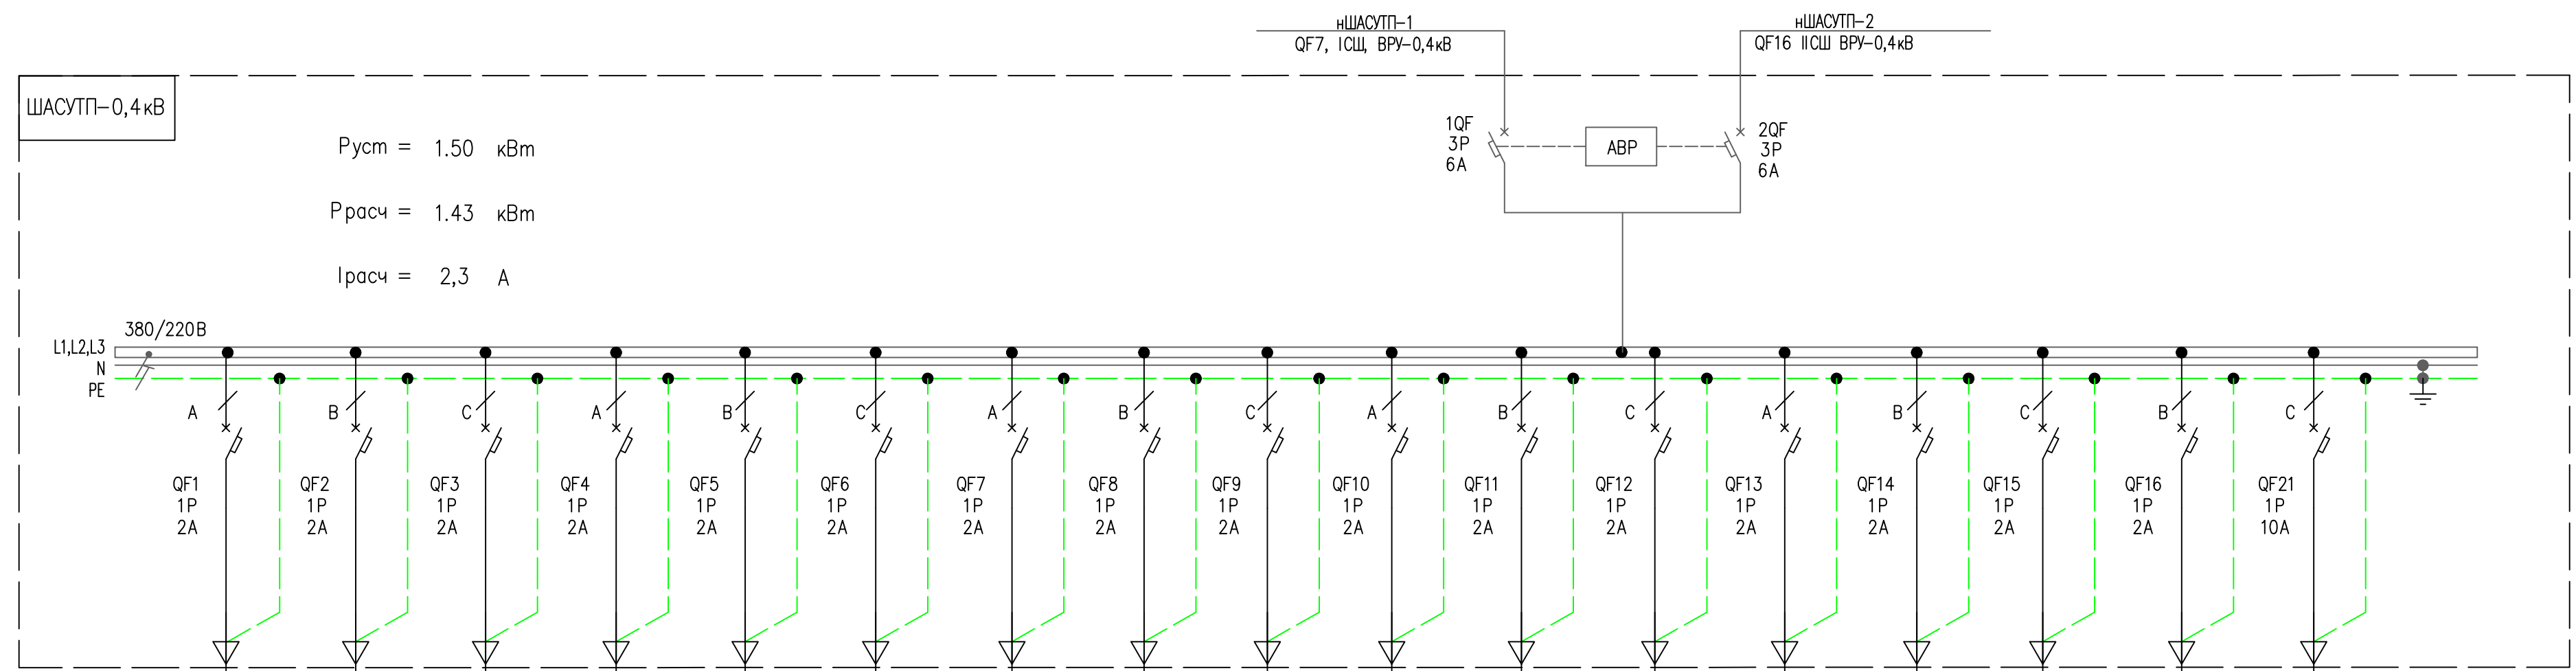 нШАСУТП-1
QF7, IСШ, ВРУ-0,4кВ
нШАСУТП-2
QF16 IIСШ ВРУ-0,4кВ
ШАСУТП-0,4кВ
Руст = 1.50 кВт
Ррасч = 1.43 кВт
Iрасч = 2,3 А
1QF
3P
6A
АВР
2QF
3P
6A
380/220В
L1,L2,L3
N
PE
A
B
C
A
B
C
A
B
C
A
B
C
A
B
C
B
C
QF1
1P
2A
QF2
1P
2A
QF3
1P
2A
QF4
1P
2A
QF5
1P
2A
QF6
1P
2A
QF7
1P
2A
QF8
1P
2A
QF9
1P
2A
QF10
1P
2A
QF11
1P
2A
QF12
1P
2A
QF13
1P
2A
QF14
1P
2A
QF15
1P
2A
QF16
1P
2A
QF21
1P
10A